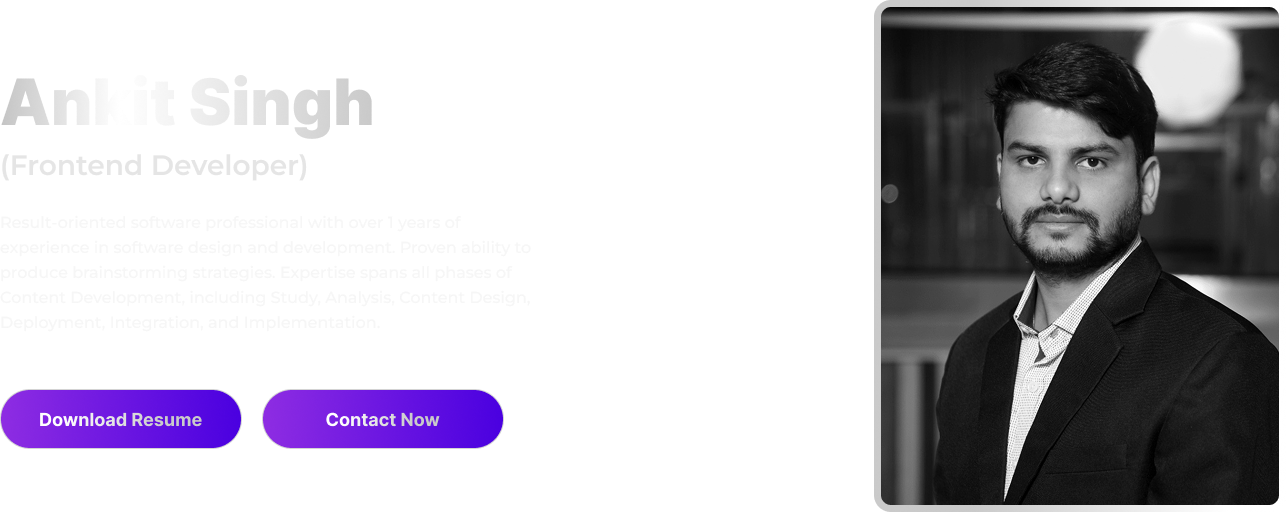 Ankit Singh
(Frontend Developer)
Result-oriented software professional with over 1 years of
experience in software design and development. Proven ability to
produce brainstorming strategies. Expertise spans all phases of
Content Development, including Study, Analysis, Content Design,
Deployment, Integration, and Implementation.
Download Resume
Contact Now